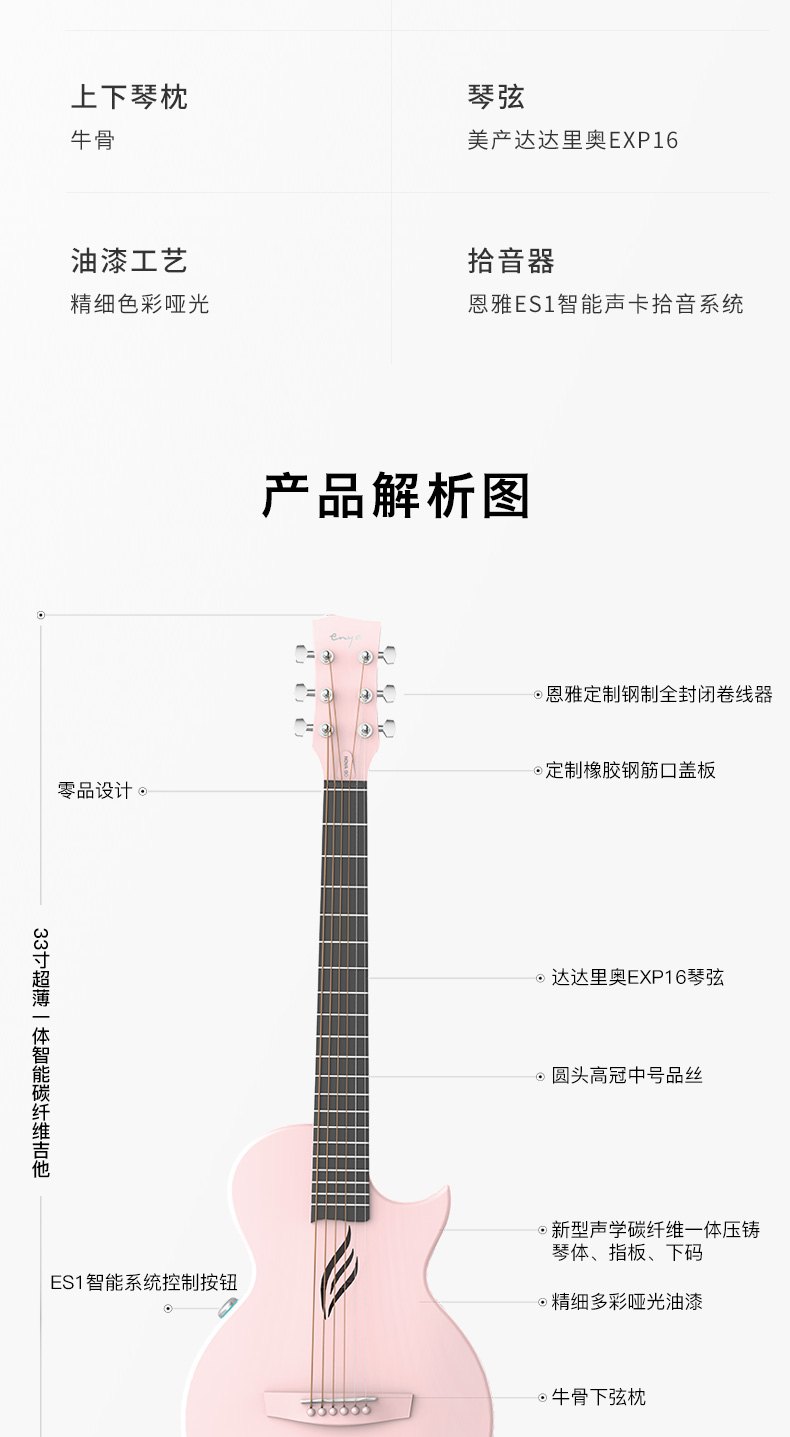 上下琴枕
牛骨
琴弦
美产达达里奥EXP16
油漆工艺
精细色彩哑光
拾音器
恩雅ES1智能声卡拾音系统
产品解析图
enya
恩雅定制钢制全封闭卷线器
定制橡胶钢筋口盖板
零品设计
33寸超薄一体智能碳纤维吉他
达达里奥EXP16琴弦
圆头高冠中号品丝
新型声学碳纤维一体压铸
琴体、指板、下码
ES1智能系统控制按钮
精细多彩哑光油漆
牛骨下弦枕